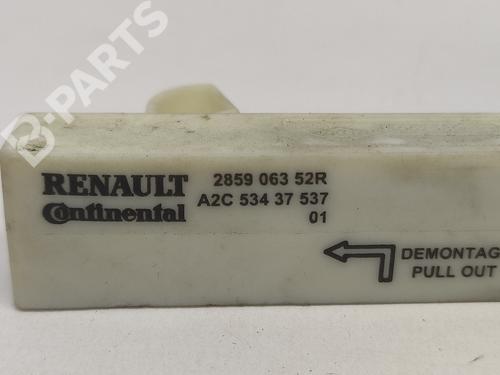 B-PARTS
RENAULT
Continental
2859 063 52R
A2C 534 37 537
01
DEMONTAG
PULL OUT